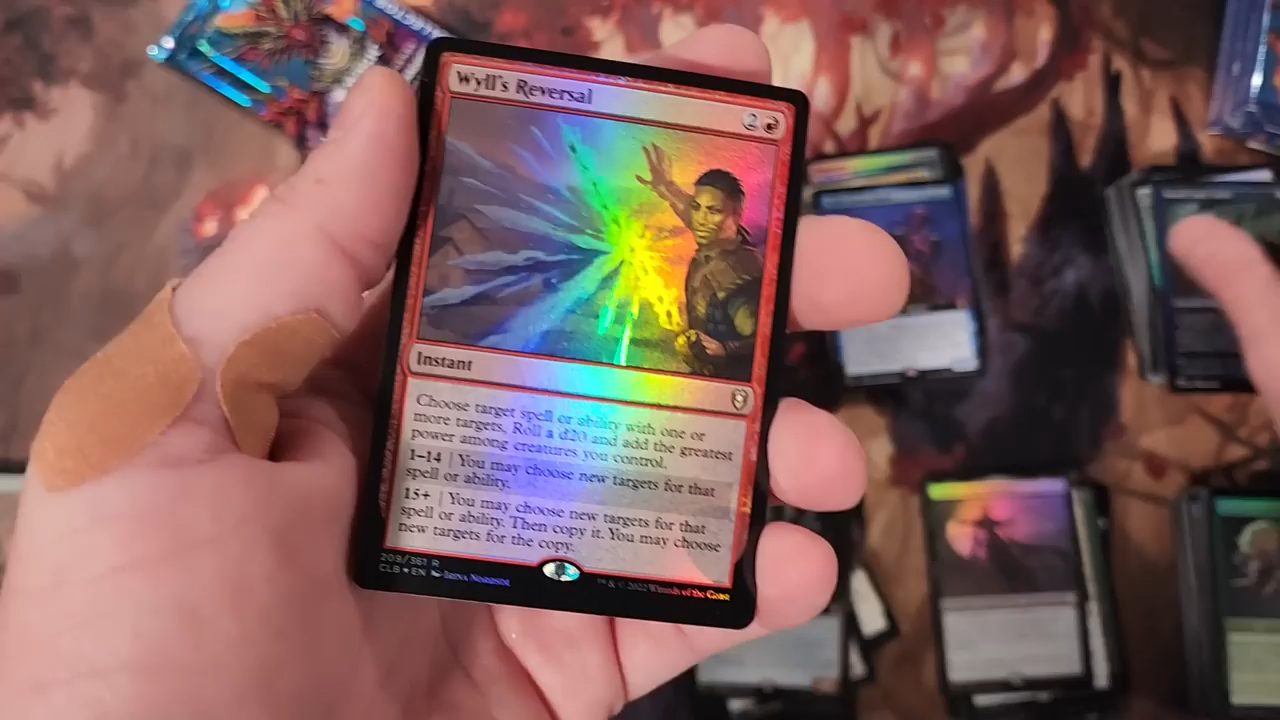 Wyll's Reversal
2
Instant
Choose target spell or ability with one or
more targets. Roll a d20 and add the greatest
power among creatures you control.
1–14 | You may choose new targets for that
spell or ability.
15+ | You may choose new targets for that
spell or ability. Then copy it. You may choose
new targets for the copy.
209/361 R
CLB ★ EN Irina Nordsol
™ & © 2022 Wizards of the Coast